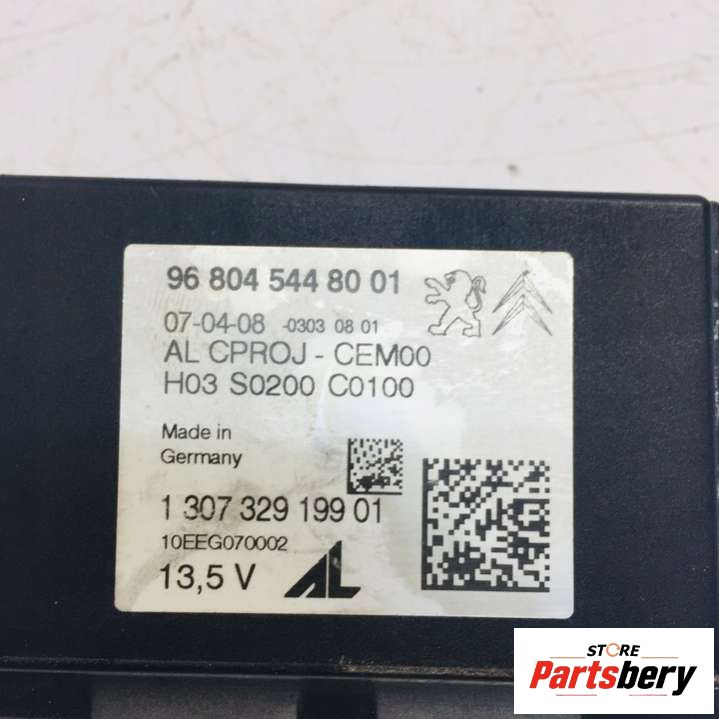 96 804 544 80 01
07-04-08 -0303 08 01
AL CPROJ - CEM00
H03 S0200 C0100
Made in
Germany
1 307 329 199 01
10EEG070002
13,5 V
AL
STORE
Partsbery